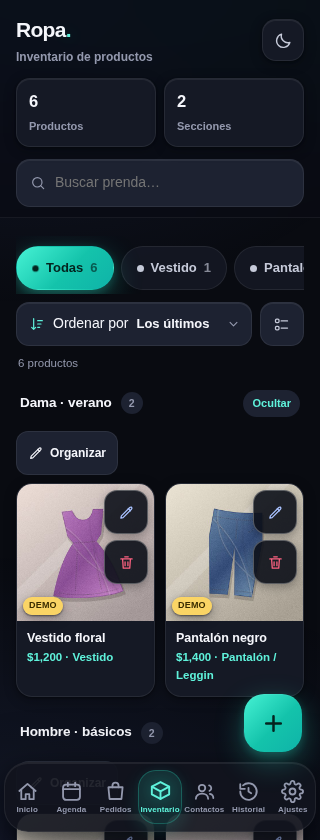 Ropa.
Inventario de productos
6
Productos
2
Secciones
Buscar prenda…
Todas 6
Vestido 1
Pantal
Ordenar por Los últimos
6 productos
Dama · verano 2
Ocultar
Organizar
DEMO
DEMO
Vestido floral
$1,200 · Vestido
Pantalón negro
$1,400 · Pantalón /
Leggin
Hombre · básicos 2
Organizar
Inicio
Agenda
Pedidos
Inventario
Contactos
Historial
Ajustes